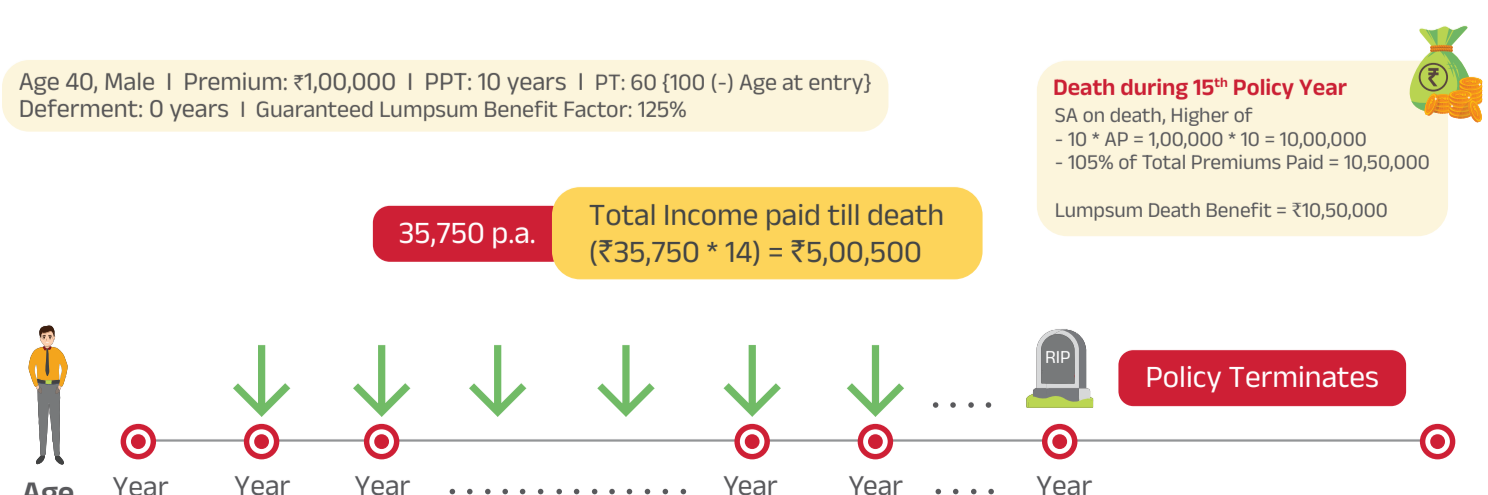 Age 40, Male I Premium: ₹1,00,000 I PPT: 10 years I PT: 60 {100 (-) Age at entry}
Deferment: 0 years I Guaranteed Lumpsum Benefit Factor: 125%
Death during 15th Policy Year
SA on death, Higher of
- 10 * AP = 1,00,000 * 10 = 10,00,000
- 105% of Total Premiums Paid = 10,50,000
Lumpsum Death Benefit = ₹10,50,000
₹
35,750 p.a.
Total Income paid till death
(₹35,750 * 14) = ₹5,00,500
RIP
Policy Terminates
Age Year Year Year .............. Year Year .... Year